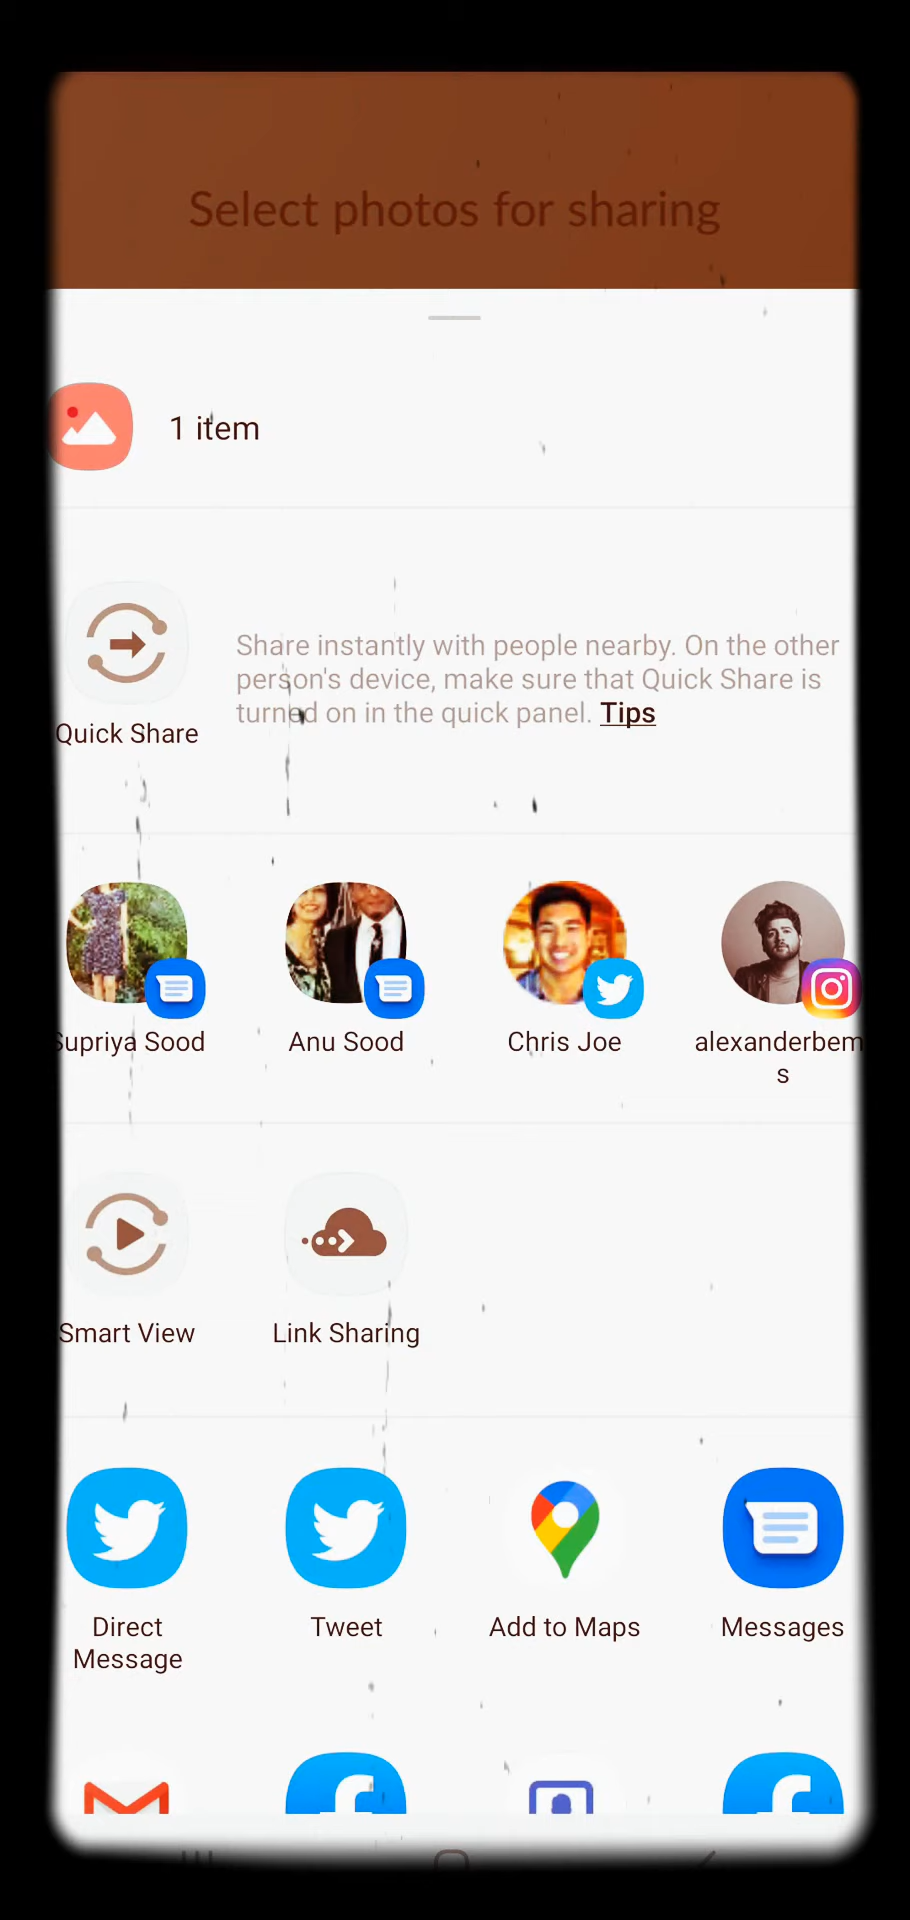 Select photos for sharing
1 item
Share instantly with people nearby. On the other
person's device, make sure that Quick Share is
turned on in the quick panel. Tips
Quick Share
Supriya Sood
Anu Sood
Chris Joe
alexanderbem
s
Smart View
Link Sharing
Direct
Message
Tweet
Add to Maps
Messages